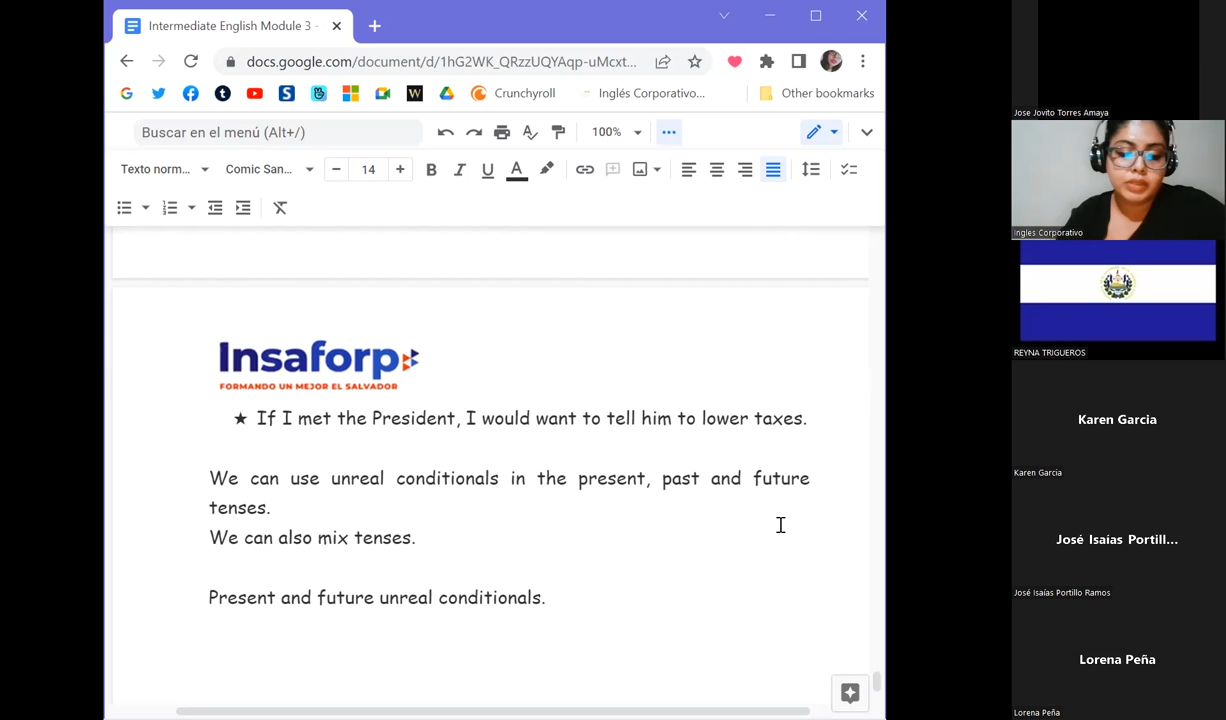 Intermediate English Module 3 -
docs.google.com/document/d/1hG2WK_QRzzUQYAqp-uMcxt...
Crunchyroll
Inglés Corporativo...
Other bookmarks
Buscar en el menú (Alt+/)
100%
Texto norm...
Comic San...
14
B I U A
Insaforp
FORMANDO UN MEJOR EL SALVADOR
★ If I met the President, I would want to tell him to lower taxes.
We can use unreal conditionals in the present, past and future
tenses.
We can also mix tenses.
Present and future unreal conditionals.
Jose Jovito Torres Amaya
Ingles Corporativo
REYNA TRIGUEROS
Karen Garcia
Karen Garcia
José Isaías Portill...
José Isaías Portillo Ramos
Lorena Peña
Lorena Peña